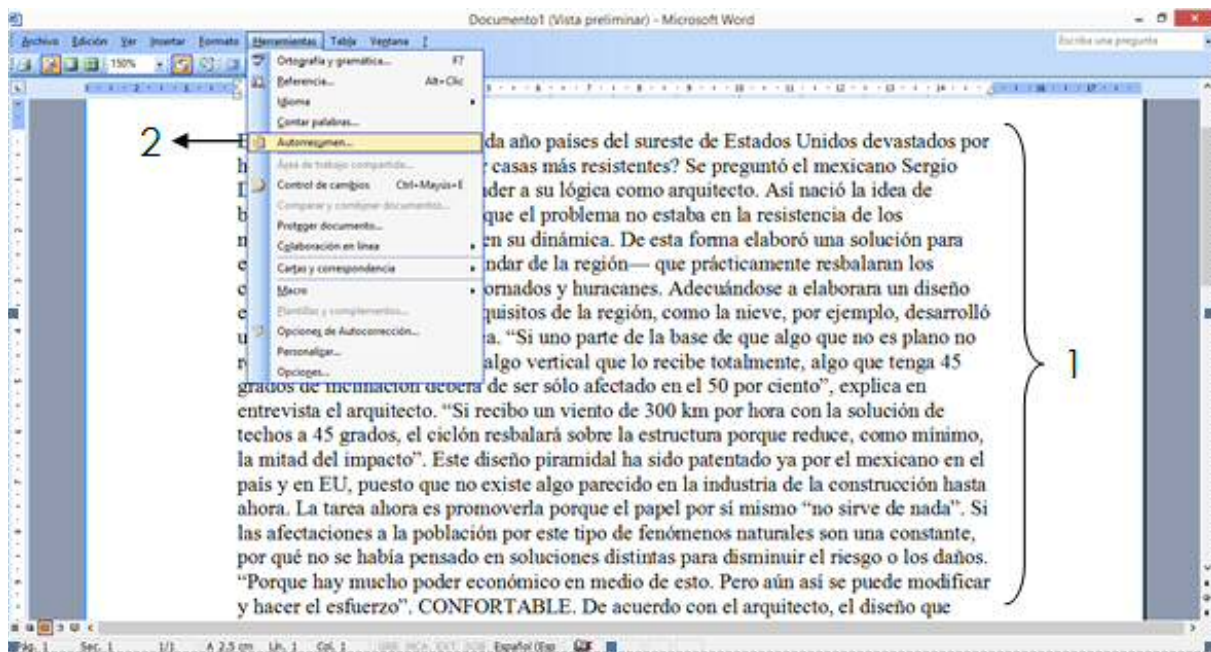 Documento1 (Vista preliminar) - Microsoft Word
Archivo Edición Ver Insertar Formato Herramientas Tabla Ventana ?
Escriba una pregunta
150%
Ortografía y gramática... F7
Referencia... Alt+Clic
Idioma
Contar palabras...
Autorresumen...
Área de trabajo compartida...
Control de cambios Ctrl+Mayús+E
Comparar y combinar documentos...
Proteger documento...
Colaboración en línea
Cartas y correspondencia
Macro
Plantillas y complementos...
Opciones de Autocorrección...
Personalizar...
Opciones...
2
1
año países del sureste de Estados Unidos devastados por
casas más resistentes? Se preguntó el mexicano Sergio
a su lógica como arquitecto. Así nació la idea de
que el problema no estaba en la resistencia de los
en su dinámica. De esta forma elaboró una solución para
de la región— que prácticamente resbalaran los
y huracanes. Adecuándose a elaborara un diseño
de la región, como la nieve, por ejemplo, desarrolló
“Si uno parte de la base de que algo que no es plano no
algo vertical que lo recibe totalmente, algo que tenga 45
grados de inclinación deberá de ser sólo afectado en el 50 por ciento”, explica en
entrevista el arquitecto. “Si recibo un viento de 300 km por hora con la solución de
techos a 45 grados, el ciclón resbalará sobre la estructura porque reduce, como mínimo,
la mitad del impacto”. Este diseño piramidal ha sido patentado ya por el mexicano en el
país y en EU, puesto que no existe algo parecido en la industria de la construcción hasta
ahora. La tarea ahora es promoverla porque el papel por sí mismo “no sirve de nada”. Si
las afectaciones a la población por este tipo de fenómenos naturales son una constante,
por qué no se había pensado en soluciones distintas para disminuir el riesgo o los daños.
“Porque hay mucho poder económico en medio de esto. Pero aún así se puede modificar
y hacer el esfuerzo”. CONFORTABLE. De acuerdo con el arquitecto, el diseño que
Pág. 1 Sec. 1 1/1 A 2.5 cm Lín. 1 Col. 1 Español (Esp